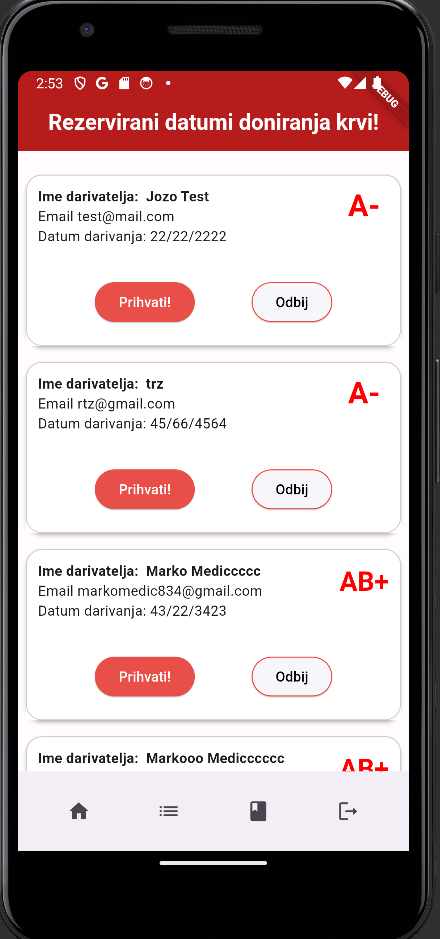 2:53
DEBUG
Rezervirani datumi doniranja krvi!
Ime darivatelja: Jozo Test
A-
Email test@mail.com
Datum darivanja: 22/22/2222
Prihvati!
Odbij
Ime darivatelja: trz
A-
Email rtz@gmail.com
Datum darivanja: 45/66/4564
Prihvati!
Odbij
Ime darivatelja: Marko Mediccccc
AB+
Email markomedic834@gmail.com
Datum darivanja: 43/22/3423
Prihvati!
Odbij
Ime darivatelja: Markooo Medicccccc
AB+